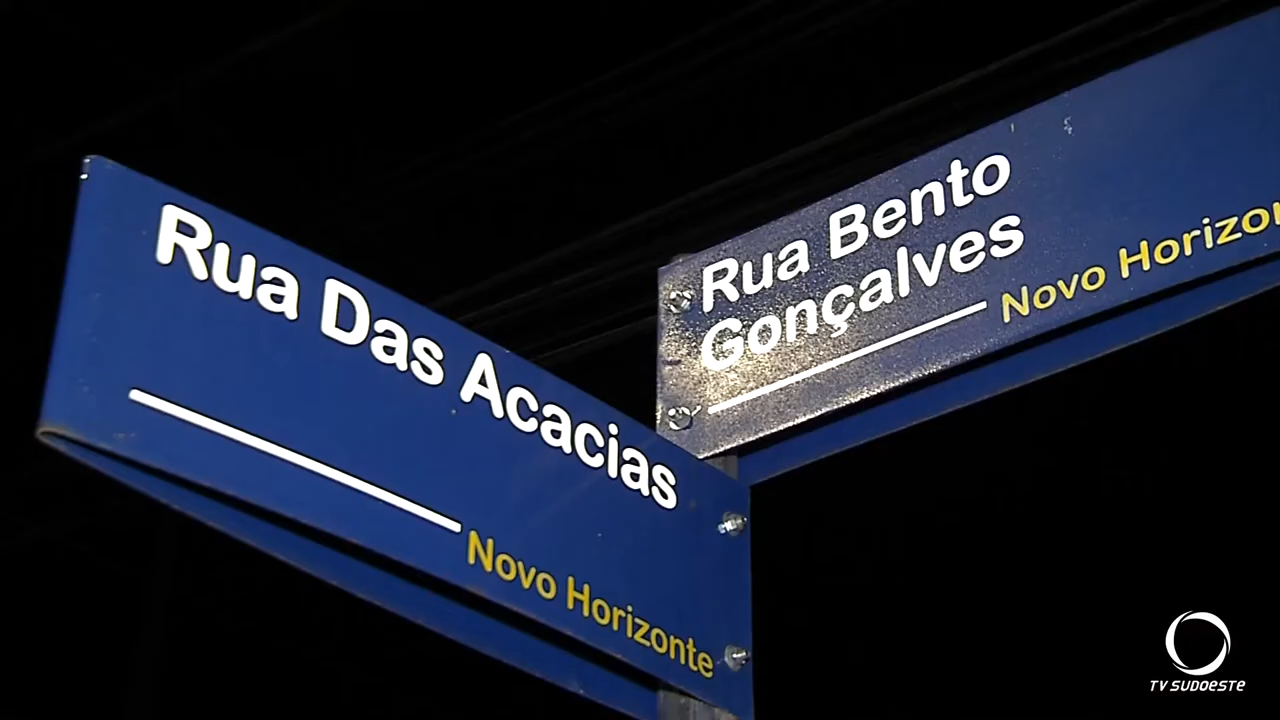 Rua Das Acacias
Novo Horizonte
Rua Bento
Gonçalves
Novo Horizon
TV SUDOESTE